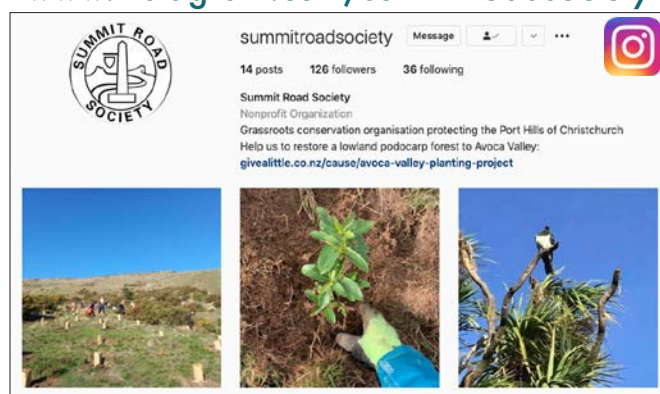 SUMMIT ROAD
SOCIETY
summitroadsociety Message
14 posts 126 followers 36 following
Summit Road Society
Nonprofit Organization
Grassroots conservation organisation protecting the Port Hills of Christchurch
Help us to restore a lowland podocarp forest to Avoca Valley:
givealittle.co.nz/cause/avoca-valley-planting-project